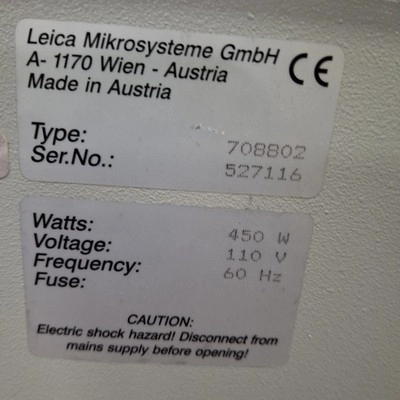 Leica Mikrosysteme GmbH CE
A- 1170 Wien - Austria
Made in Austria
Type: 708802
Ser.No.: 527116
Watts: 450 W
Voltage: 110 V
Frequency: 60 Hz
Fuse:
CAUTION:
Electric shock hazard! Disconnect from
mains supply before opening!